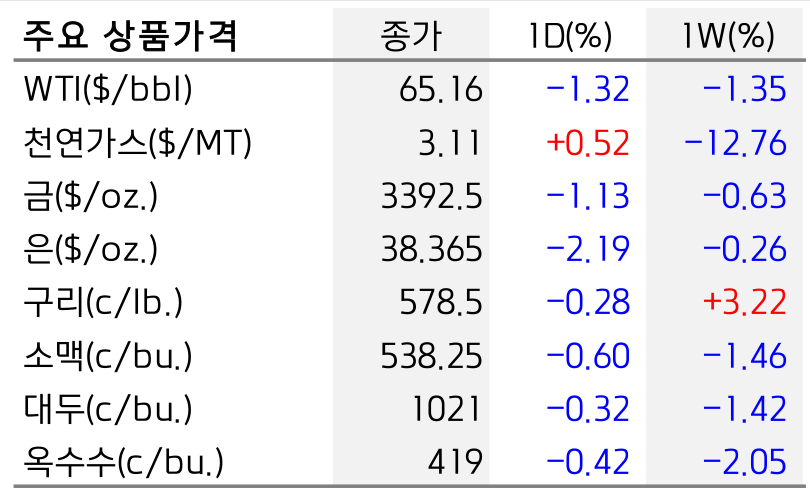 주요 상품가격 종가 1D(%) 1W(%)
WTI($/bbl) 65.16 -1.32 -1.35
천연가스($/MT) 3.11 +0.52 -12.76
금($/oz.) 3392.5 -1.13 -0.63
은($/oz.) 38.365 -2.19 -0.26
구리(c/lb.) 578.5 -0.28 +3.22
소맥(c/bu.) 538.25 -0.60 -1.46
대두(c/bu.) 1021 -0.32 -1.42
옥수수(c/bu.) 419 -0.42 -2.05